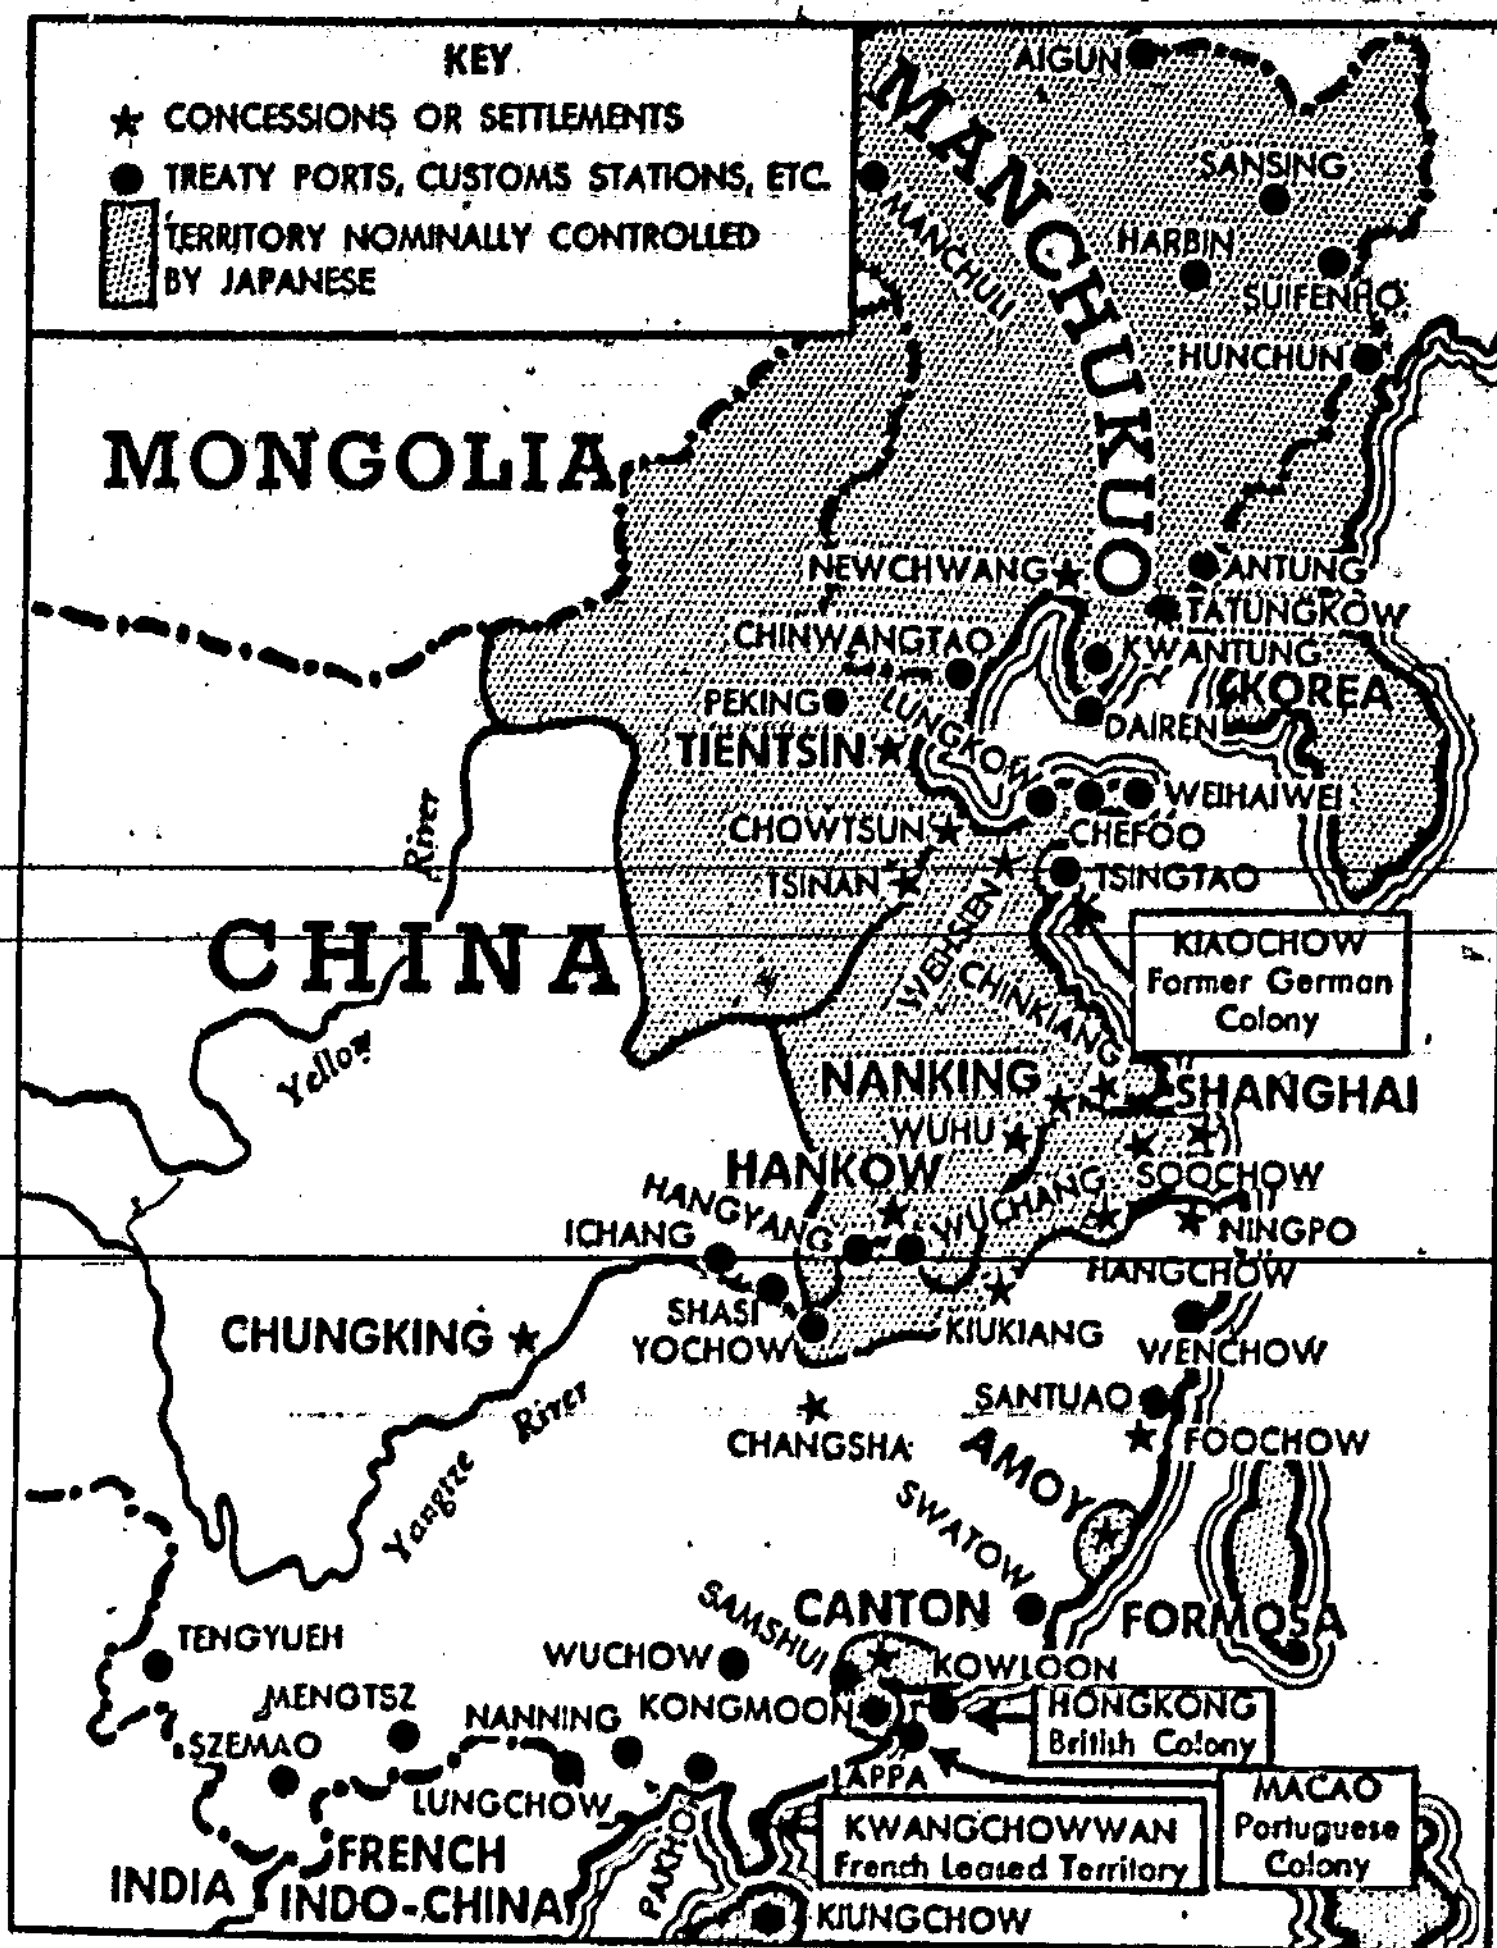 KEY
CONCESSIONS OR SETTLEMENTS
TREATY PORTS, CUSTOMS STATIONS, ETC.
TERRITORY NOMINALLY CONTROLLED
BY JAPANESE
AIGUN
MANCHUKUO
SANSING
MANCHULI
HARBIN
SUIFENHO
HUNCHUN
MONGOLIA
NEWCHWANG
ANTUNG
TATUNGKOW
CHINWANGTAO
KWANTUNG
PEKING
LUNGKOW
KOREA
DAIREN
TIENTSIN
WEIHAIWEI
CHOWTSUN
CHEFOO
River
TSINAN
TSINGTAO
WEIHSIEN
CHINA
KIAOCHOW
Former German
Colony
CHINKIANG
Yellow
NANKING
SHANGHAI
WUHU
HANKOW
SOOCHOW
HANGYANG
WUCHANG
ICHANG
NINGPO
HANGCHOW
SHASI
CHUNGKING
YOCHOW
KIUKIANG
WENCHOW
SANTUAO
Yangtze River
CHANGSHA
AMOY
FOOCHOW
SWATOW
CANTON
FORMOSA
SAMSHUI
TENGYUEH
WUCHOW
KOWLOON
MENGTSZ
NANNING
KONGMOON
HONGKONG
British Colony
SZEMAO
LAPPA
MACAO
Portuguese
Colony
LUNGCHOW
PAKHOI
KWANGCHOWWAN
French Leased Territory
FRENCH
INDO-CHINA
INDIA
KIUNGCHOW